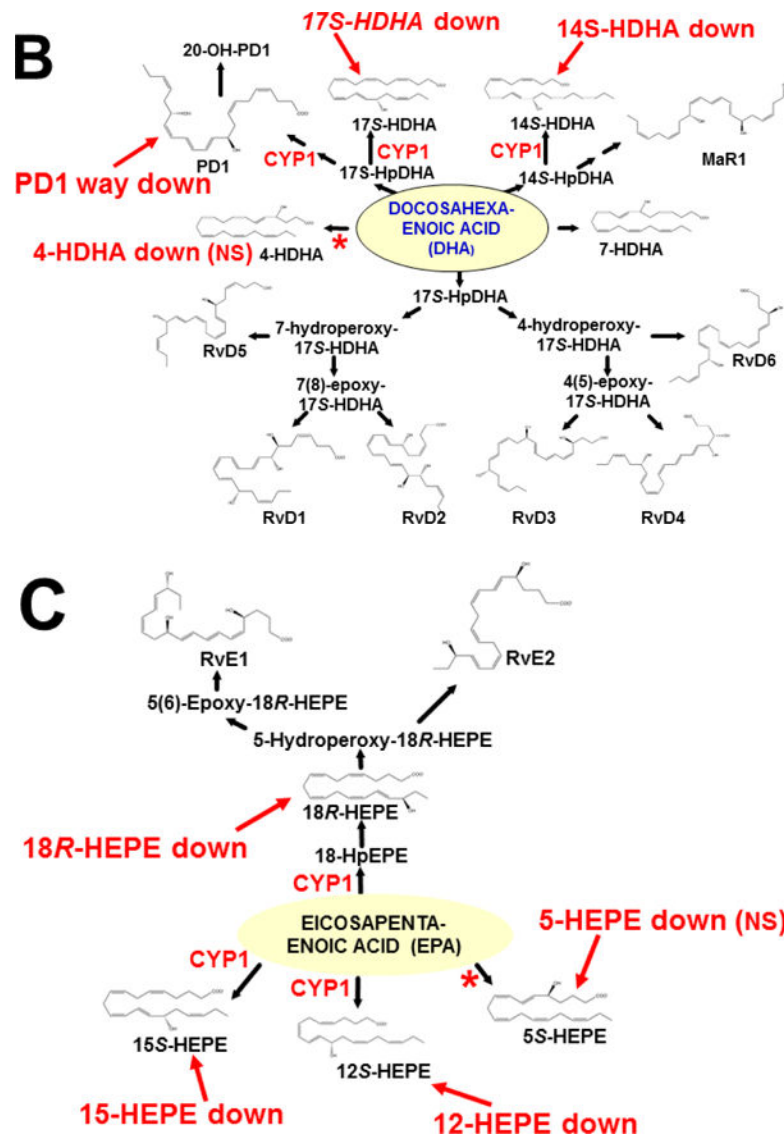 B
17S-HDHA down
14S-HDHA down
20-OH-PD1
17S-HDHA
14S-HDHA
MaR1
PD1
CYP1
CYP1
CYP1
17S-HpDHA
14S-HpDHA
PD1 way down
DOCOSAHEXA-
ENOIC ACID
(DHA)
4-HDHA down (NS)
4-HDHA
*
7-HDHA
17S-HpDHA
7-hydroperoxy-
17S-HDHA
4-hydroperoxy-
17S-HDHA
RvD5
RvD6
7(8)-epoxy-
17S-HDHA
4(5)-epoxy-
17S-HDHA
RvD1
RvD2
RvD3
RvD4
C
RvE1
RvE2
5(6)-Epoxy-18R-HEPE
5-Hydroperoxy-18R-HEPE
18R-HEPE
18R-HEPE down
18-HpEPE
CYP1
EICOSAPENTA-
ENOIC ACID (EPA)
5-HEPE down (NS)
CYP1
CYP1
*
15S-HEPE
12S-HEPE
5S-HEPE
15-HEPE down
12-HEPE down